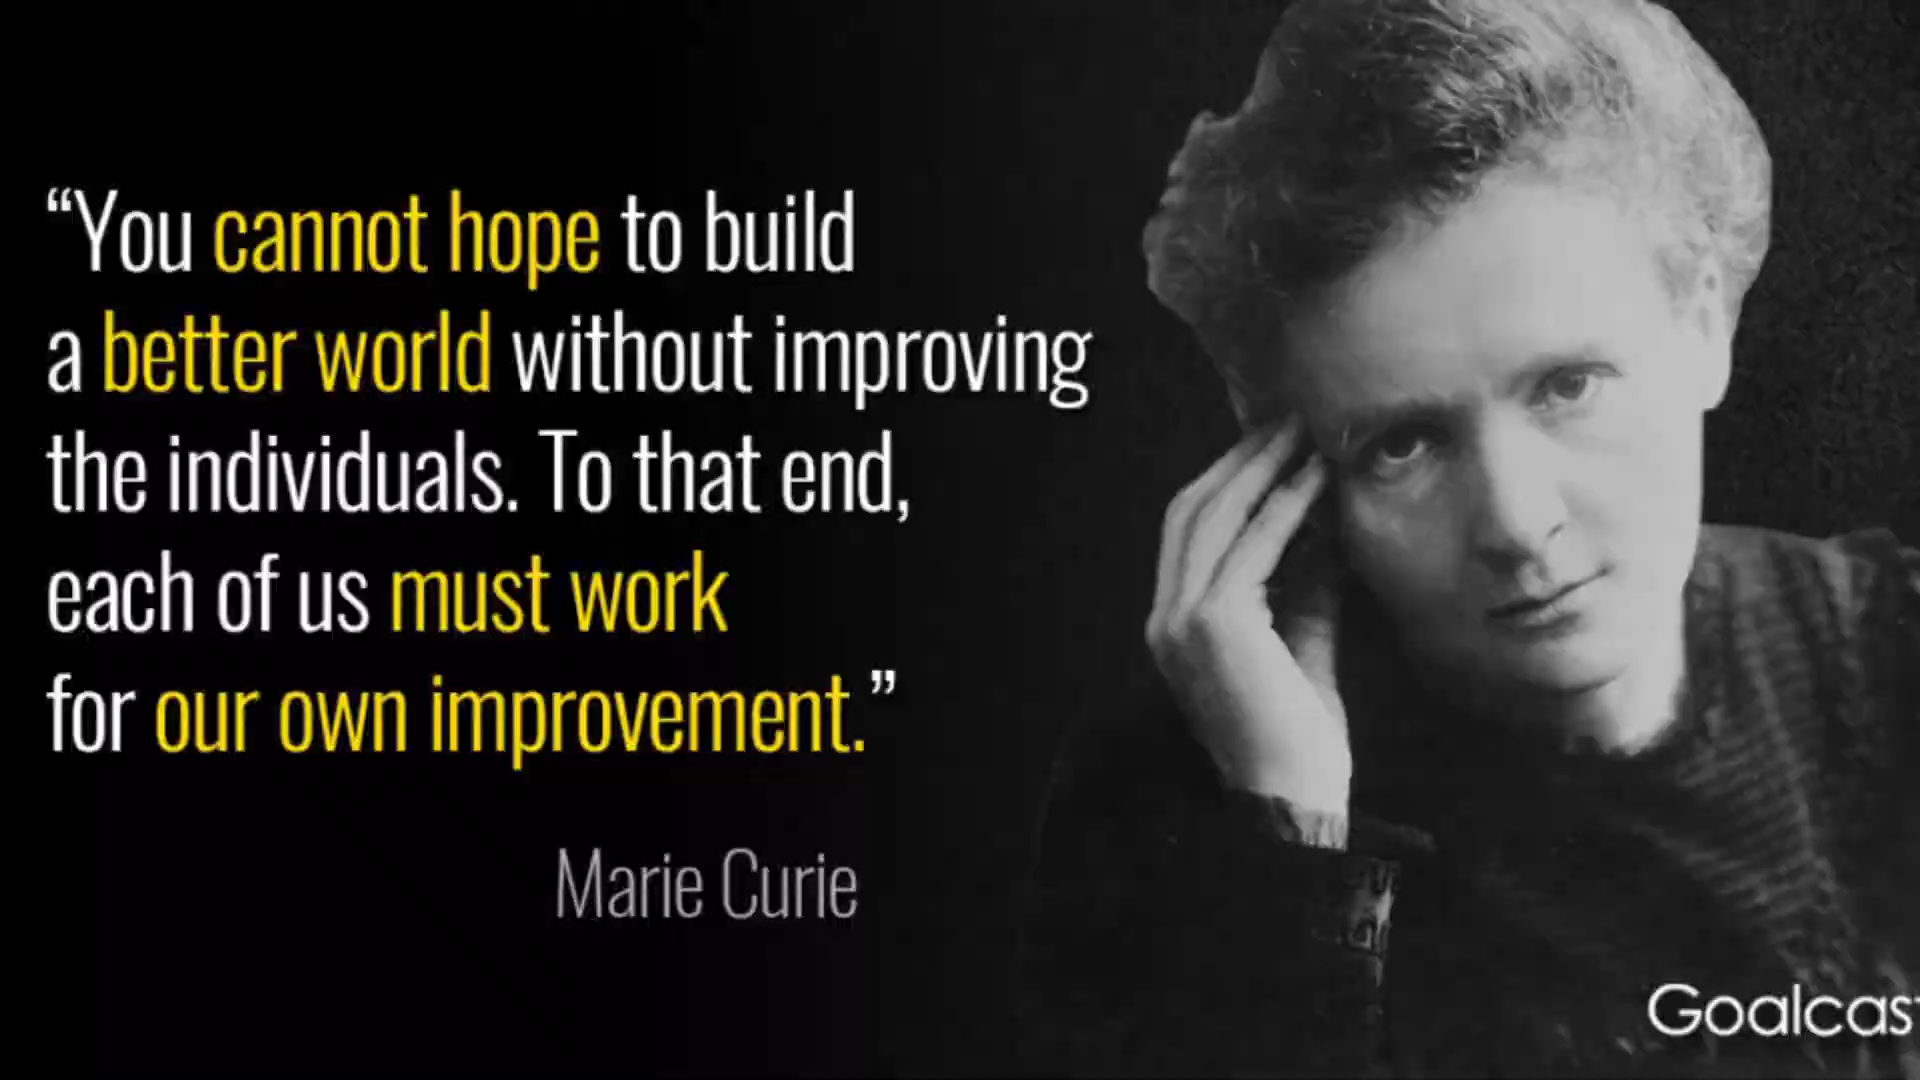 “You cannot hope to build
a better world without improving
the individuals. To that end,
each of us must work
for our own improvement.”
Marie Curie
Goalcast